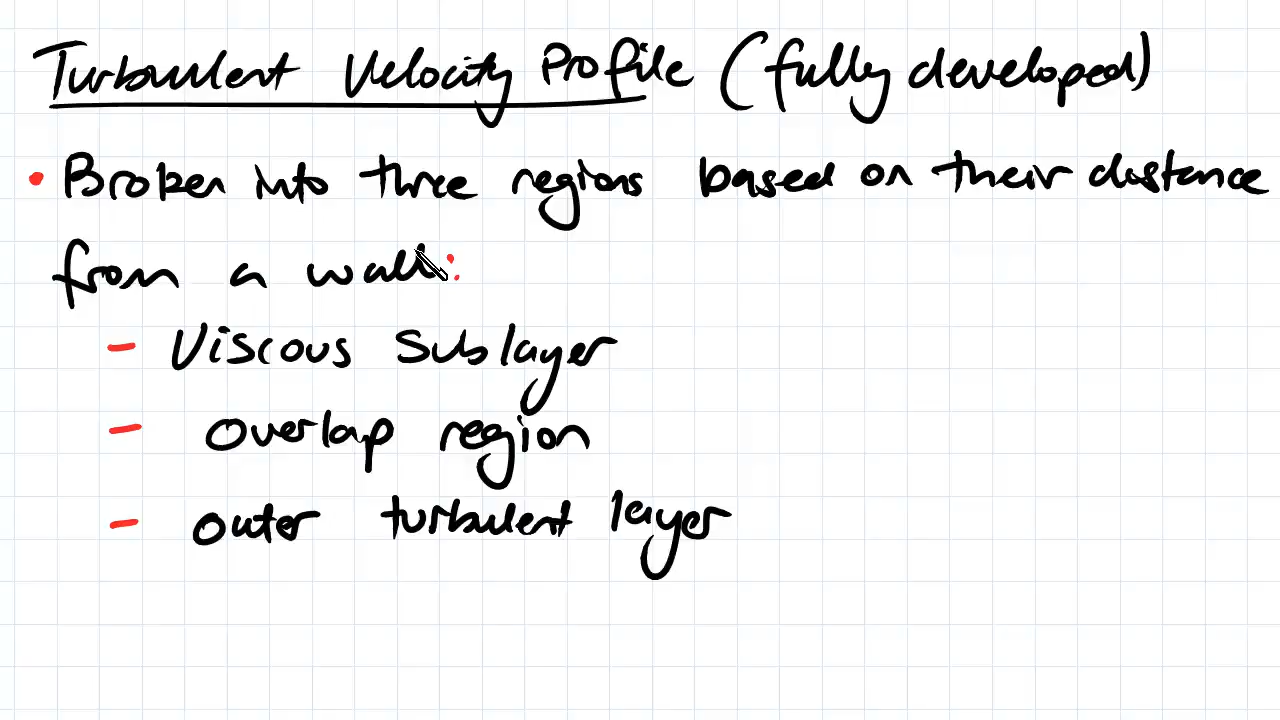 Turbulent Velocity Profile (fully developed)
• Broken into three regions based on their distance
from a wall:
- Viscous Sublayer
- Overlap region
- Outer turbulent layer